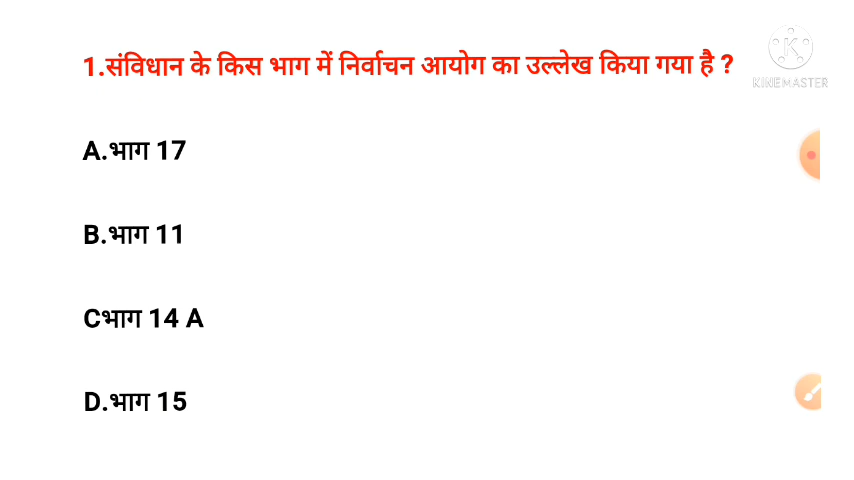 1.संविधान के किस भाग में निर्वाचन आयोग का उल्लेख किया गया है ?
KINEMASTER
A.भाग 17
B.भाग 11
Cभाग 14 A
D.भाग 15